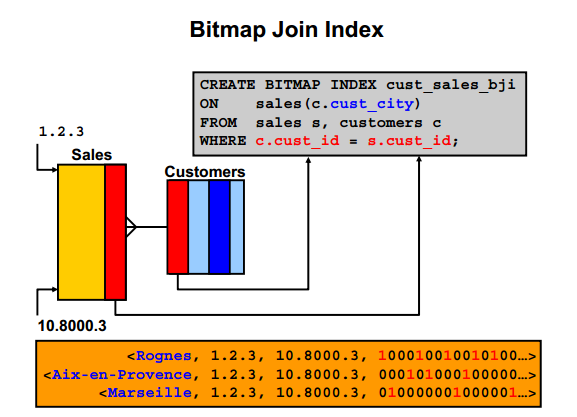 Bitmap Join Index
CREATE BITMAP INDEX cust_sales_bji
ON sales(c.cust_city)
FROM sales s, customers c
WHERE c.cust_id = s.cust_id;
1.2.3
Sales
Customers
10.8000.3
<Rognes, 1.2.3, 10.8000.3, 100010010010100…>
<Aix-en-Provence, 1.2.3, 10.8000.3, 000101000100000…>
<Marseille, 1.2.3, 10.8000.3, 010000001000001…>